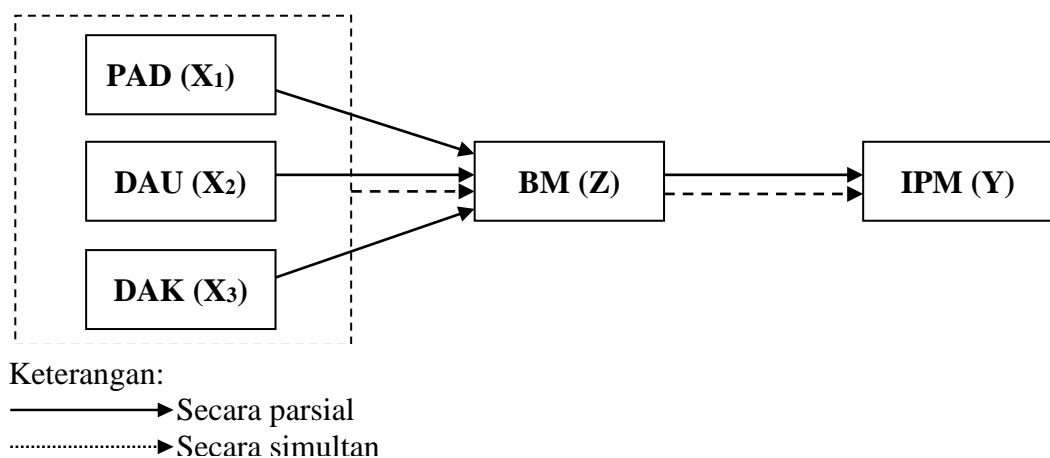 PAD (X₁)
DAU (X₂)
BM (Z)
IPM (Y)
DAK (X₃)
Keterangan:
Secara parsial
Secara simultan